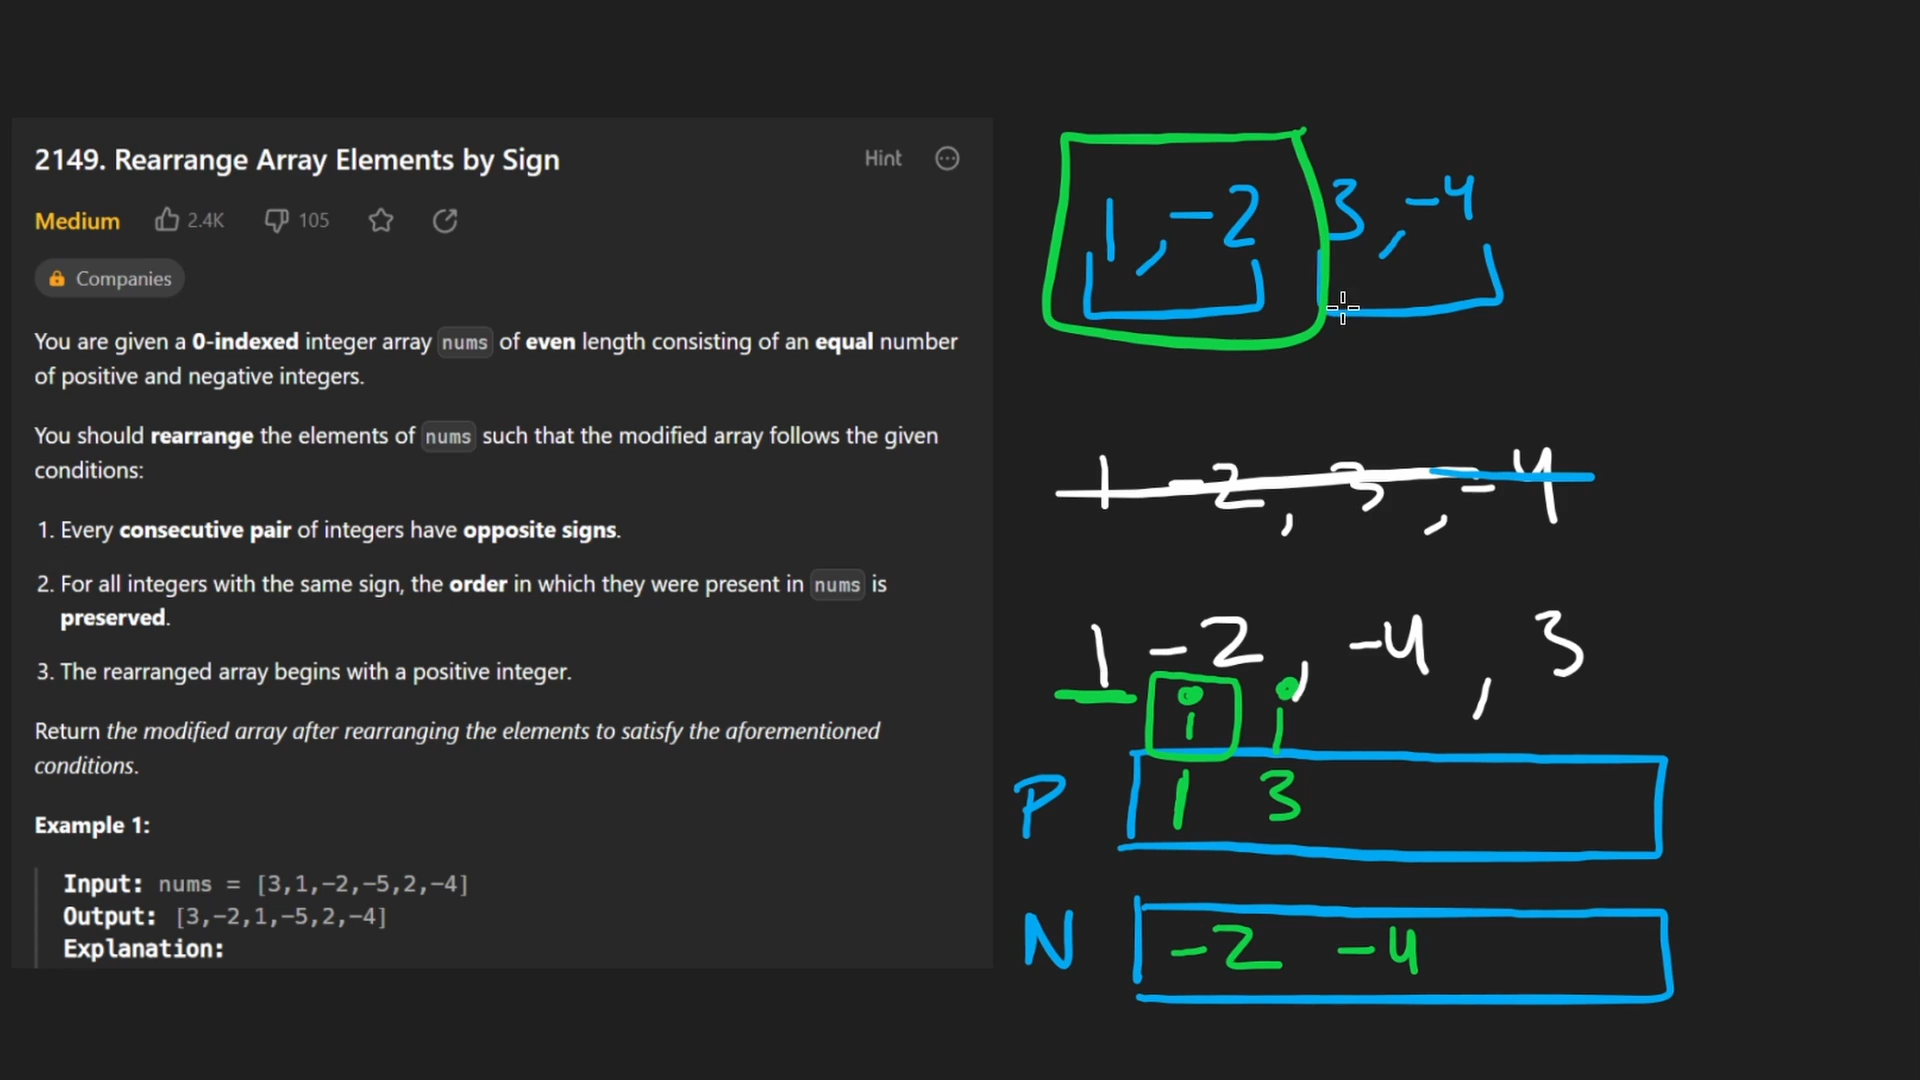 2149. Rearrange Array Elements by Sign
Hint
Medium 2.4K 105
Companies
You are given a 0-indexed integer array nums of even length consisting of an equal number
of positive and negative integers.
You should rearrange the elements of nums such that the modified array follows the given
conditions:
1. Every consecutive pair of integers have opposite signs.
2. For all integers with the same sign, the order in which they were present in nums is
preserved.
3. The rearranged array begins with a positive integer.
Return the modified array after rearranging the elements to satisfy the aforementioned
conditions.
Example 1:
Input: nums = [3,1,-2,-5,2,-4]
Output: [3,-2,1,-5,2,-4]
Explanation:
1, -2 3, -4
1 -2, 3, -4
1 -2, -4, 3
i i
P 1 3
N -2 -4